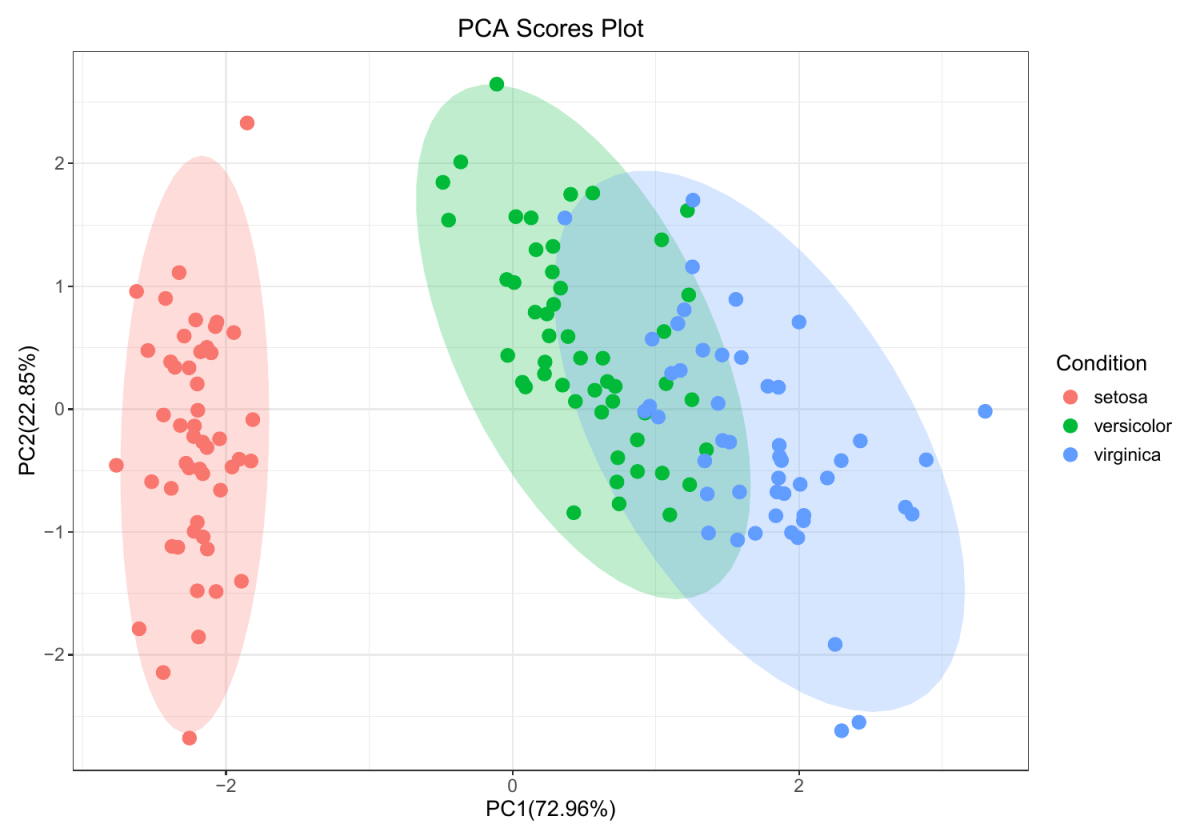 PCA Scores Plot
PC2(22.85%)
2
1
0
−1
−2
−2
0
2
PC1(72.96%)
Condition
setosa
versicolor
virginica